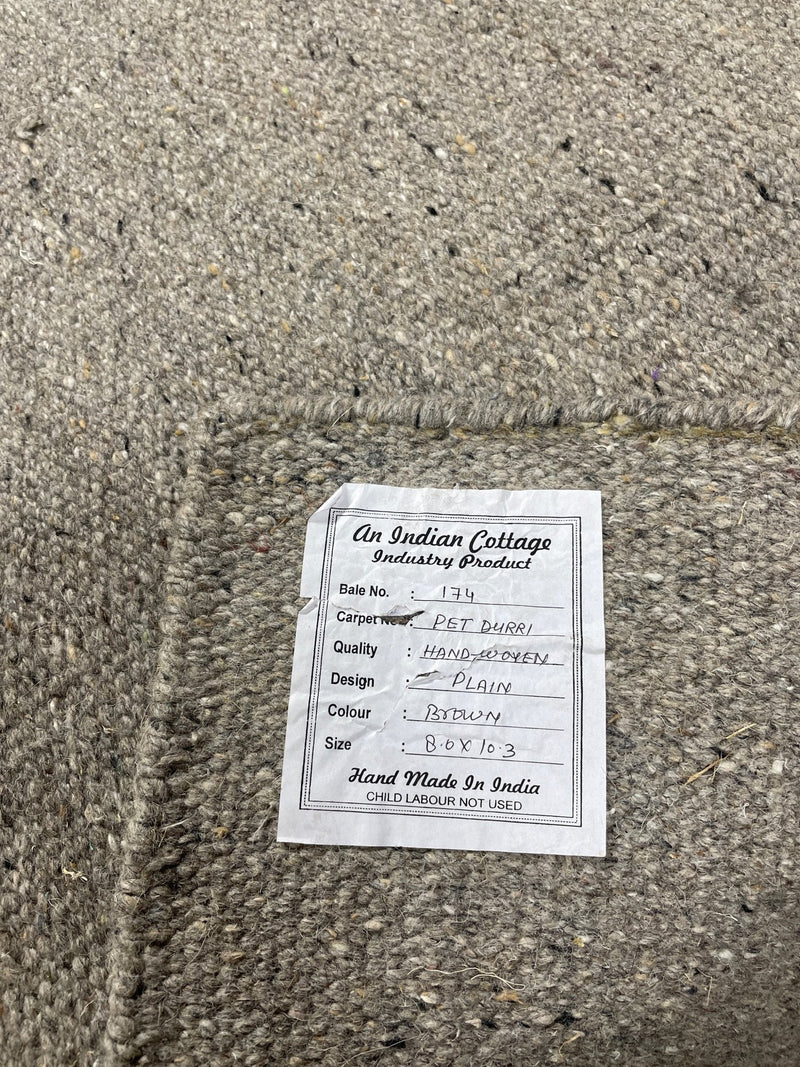 An Indian Cottage
Industry Product
Bale No. : 174
Carpet No. : PET DURRI
Quality : HAND-WOVEN
Design : PLAIN
Colour : BROWN
Size : 8.0 X 10.3
Hand Made In India
CHILD LABOUR NOT USED